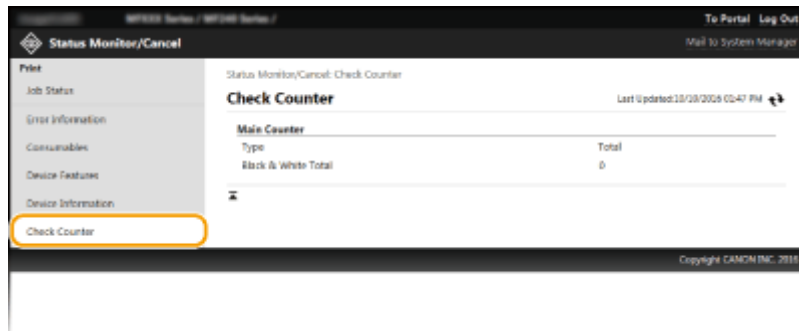 To Portal Log Out
Status Monitor/Cancel
Mail to System Manager
Print
Job Status
Error Information
Consumables
Device Features
Device Information
Check Counter
Status Monitor/Cancel: Check Counter
Check Counter
Last Updated:10/10/2016 01:47 PM
Main Counter
Type Total
Black & White Total 0
Copyright CANON INC. 2016